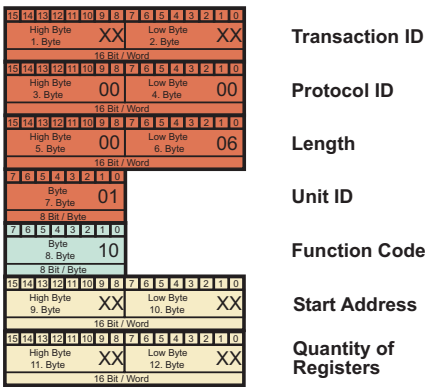 15 14 13 12 11 10 9 8 7 6 5 4 3 2 1 0
High Byte
1. Byte
XX
Low Byte
2. Byte
XX
16 Bit / Word
Transaction ID
15 14 13 12 11 10 9 8 7 6 5 4 3 2 1 0
High Byte
3. Byte
00
Low Byte
4. Byte
00
16 Bit / Word
Protocol ID
15 14 13 12 11 10 9 8 7 6 5 4 3 2 1 0
High Byte
5. Byte
00
Low Byte
6. Byte
06
16 Bit / Word
Length
7 6 5 4 3 2 1 0
Byte
7. Byte
01
8 Bit / Byte
Unit ID
7 6 5 4 3 2 1 0
Byte
8. Byte
10
8 Bit / Byte
Function Code
15 14 13 12 11 10 9 8 7 6 5 4 3 2 1 0
High Byte
9. Byte
XX
Low Byte
10. Byte
XX
16 Bit / Word
Start Address
15 14 13 12 11 10 9 8 7 6 5 4 3 2 1 0
High Byte
11. Byte
XX
Low Byte
12. Byte
XX
16 Bit / Word
Quantity of
Registers